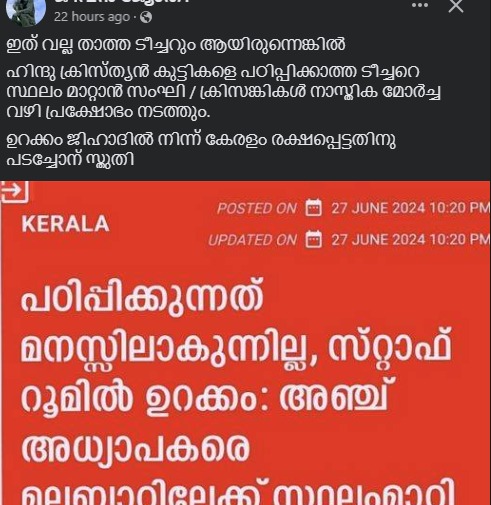 22 hours ago
ഇത് വല്ല താത്ത ടീച്ചറും ആയിരുന്നെങ്കിൽ
ഹിന്ദു ക്രിസ്ത്യൻ കുട്ടികളെ പഠിപ്പിക്കാത്ത ടീച്ചറെ
സ്ഥലം മാറ്റാൻ സംഘി / ക്രിസങ്കികൾ നാസ്തിക മോർച്ച
വഴി പ്രക്ഷോഭം നടത്തും.
ഉറക്കം ജിഹാദിൽ നിന്ന് കേരളം രക്ഷപ്പെട്ടതിനു
പടച്ചോന് സ്തുതി
POSTED ON 27 JUNE 2024 10:20 PM
KERALA
UPDATED ON 27 JUNE 2024 10:20 PM
പഠിപ്പിക്കുന്നത്
മനസ്സിലാകുന്നില്ല, സ്റ്റാഫ്
റൂമിൽ ഉറക്കം: അഞ്ച്
അധ്യാപകരെ
മലബാറിലേക്ക് സ്ഥലംമാറ്റി